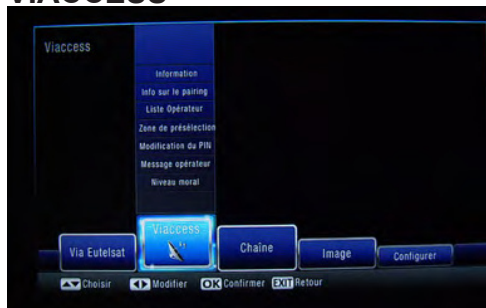 VIACCESS
Viaccess
Information
Info sur le pairing
Liste Opérateur
Zone de présélection
Modification du PIN
Message opérateur
Niveau moral
Via Eutelsat
Viaccess
Chaîne
Image
Configurer
Choisir Modifier OK Confirmer EXIT Retour